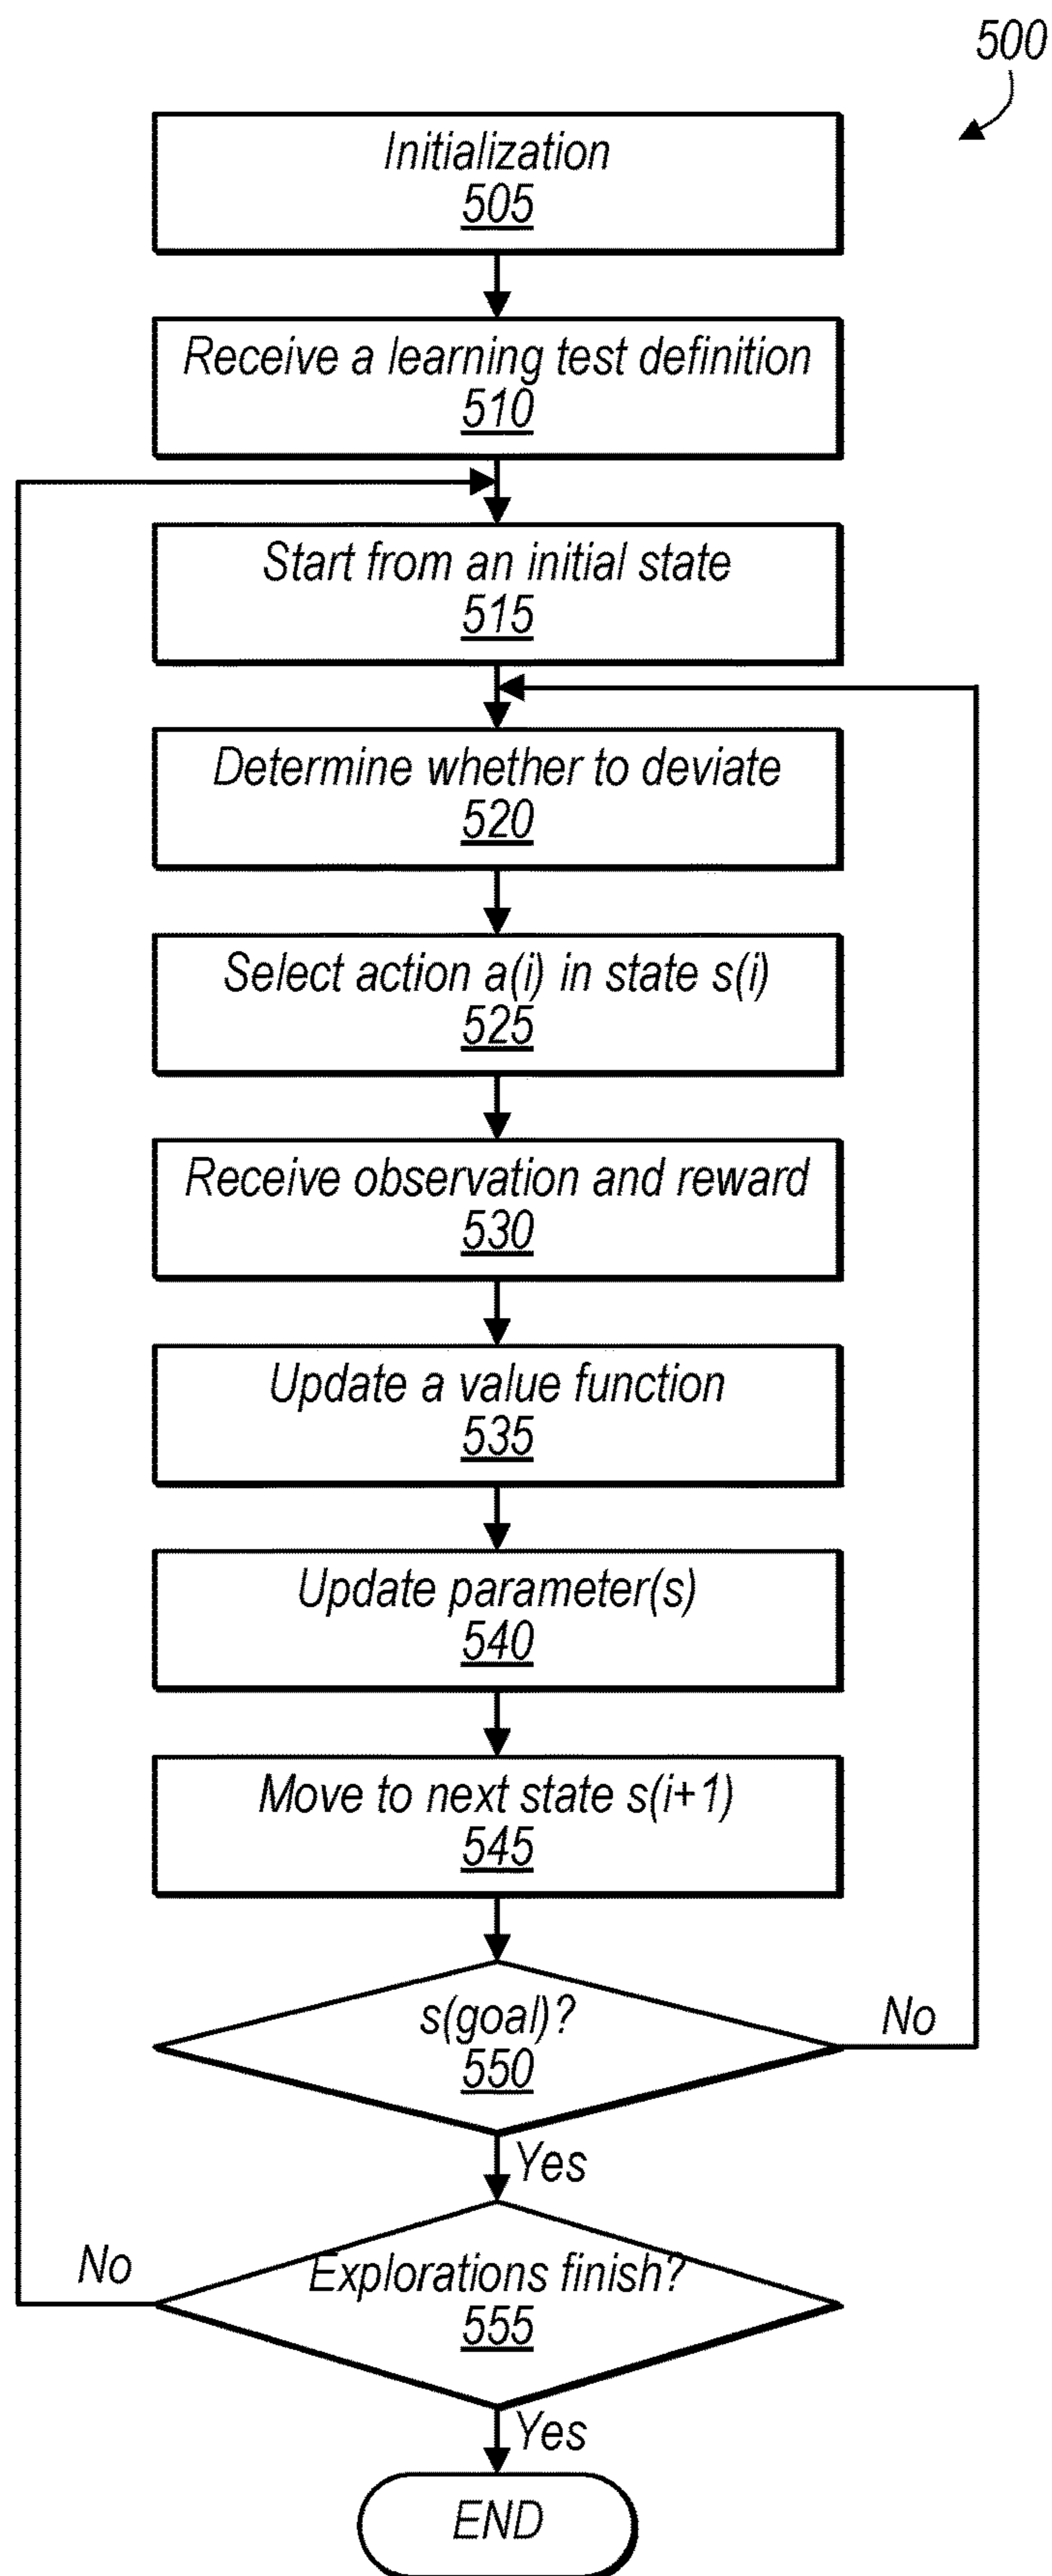 500
Initialization
505
Receive a learning test definition
510
Start from an initial state
515
Determine whether to deviate
520
Select action a(i) in state s(i)
525
Receive observation and reward
530
Update a value function
535
Update parameter(s)
540
Move to next state s(i+1)
545
s(goal)?
550
No
Yes
Explorations finish?
555
No
Yes
END